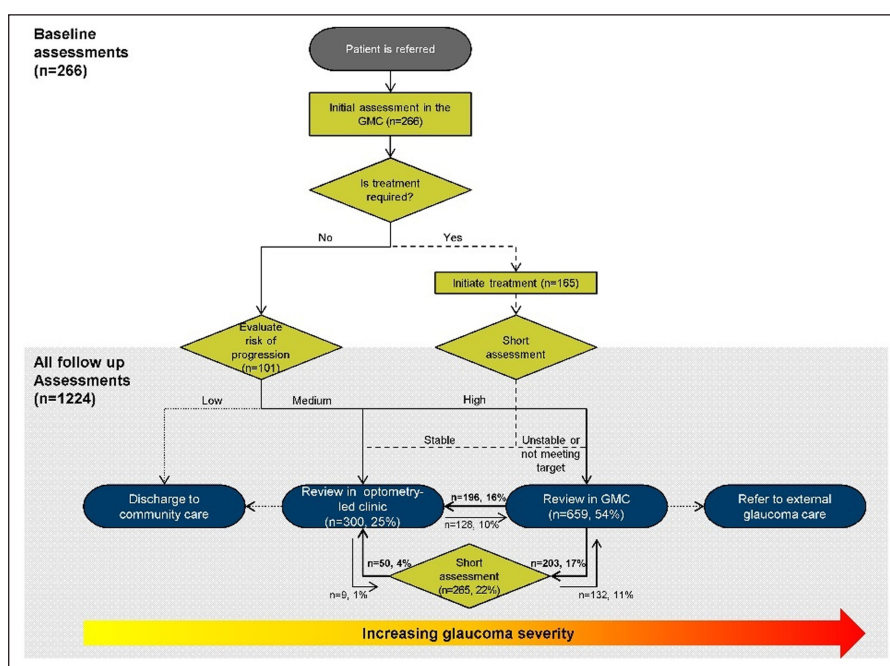 Baseline
assessments
(n=266)
Patient is referred
Initial assessment in the
GMC (n=266)
Is treatment
required?
No
Yes
Initiate treatment (n=165)
Evaluate
risk of
progression
(n=101)
Short
assessment
All follow up
Assessments
(n=1224)
Low
Medium
High
Stable
Unstable or
not meeting
target
Discharge to
community care
Review in optometry-
led clinic
(n=300, 25%)
n=196, 16%
n=128, 10%
Review in GMC
(n=659, 54%)
Refer to external
glaucoma care
n=50, 4%
Short
assessment
(n=265, 22%)
n=203, 17%
n=9, 1%
n=132, 11%
Increasing glaucoma severity